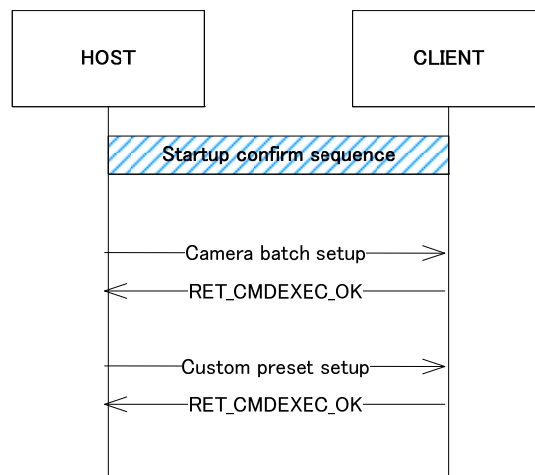 HOST
CLIENT
Startup confirm sequence
Camera batch setup
RET_CMDEXEC_OK
Custom preset setup
RET_CMDEXEC_OK